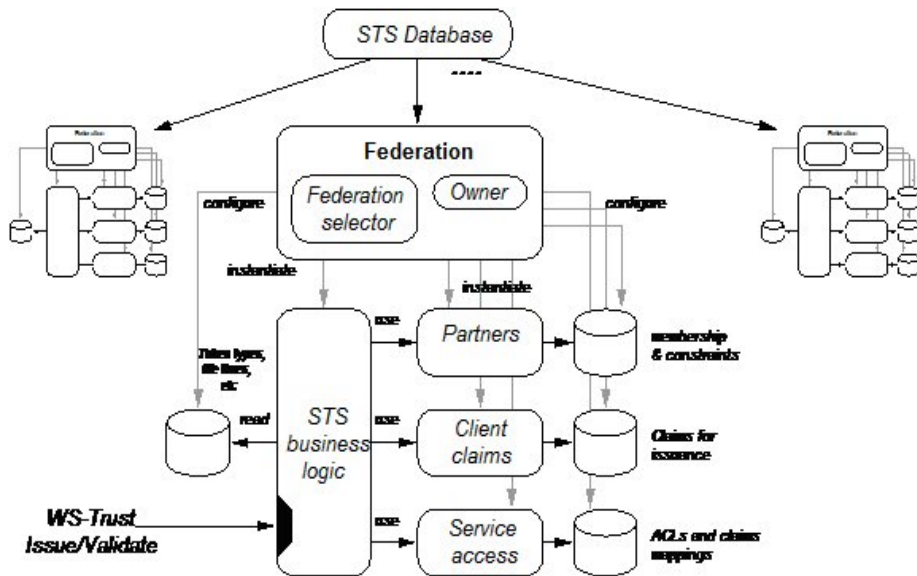 STS Database
Federation
Federation
Federation
Federation
selector
Owner
configure
configure
instantiate
instantiate
use
Partners
membership
& constraints
Token types,
life times,
etc
STS
business
logic
read
use
Client
claims
Claims for
issuance
WS-Trust
Issue/Validate
use
Service
access
ACLs and claims
mappings